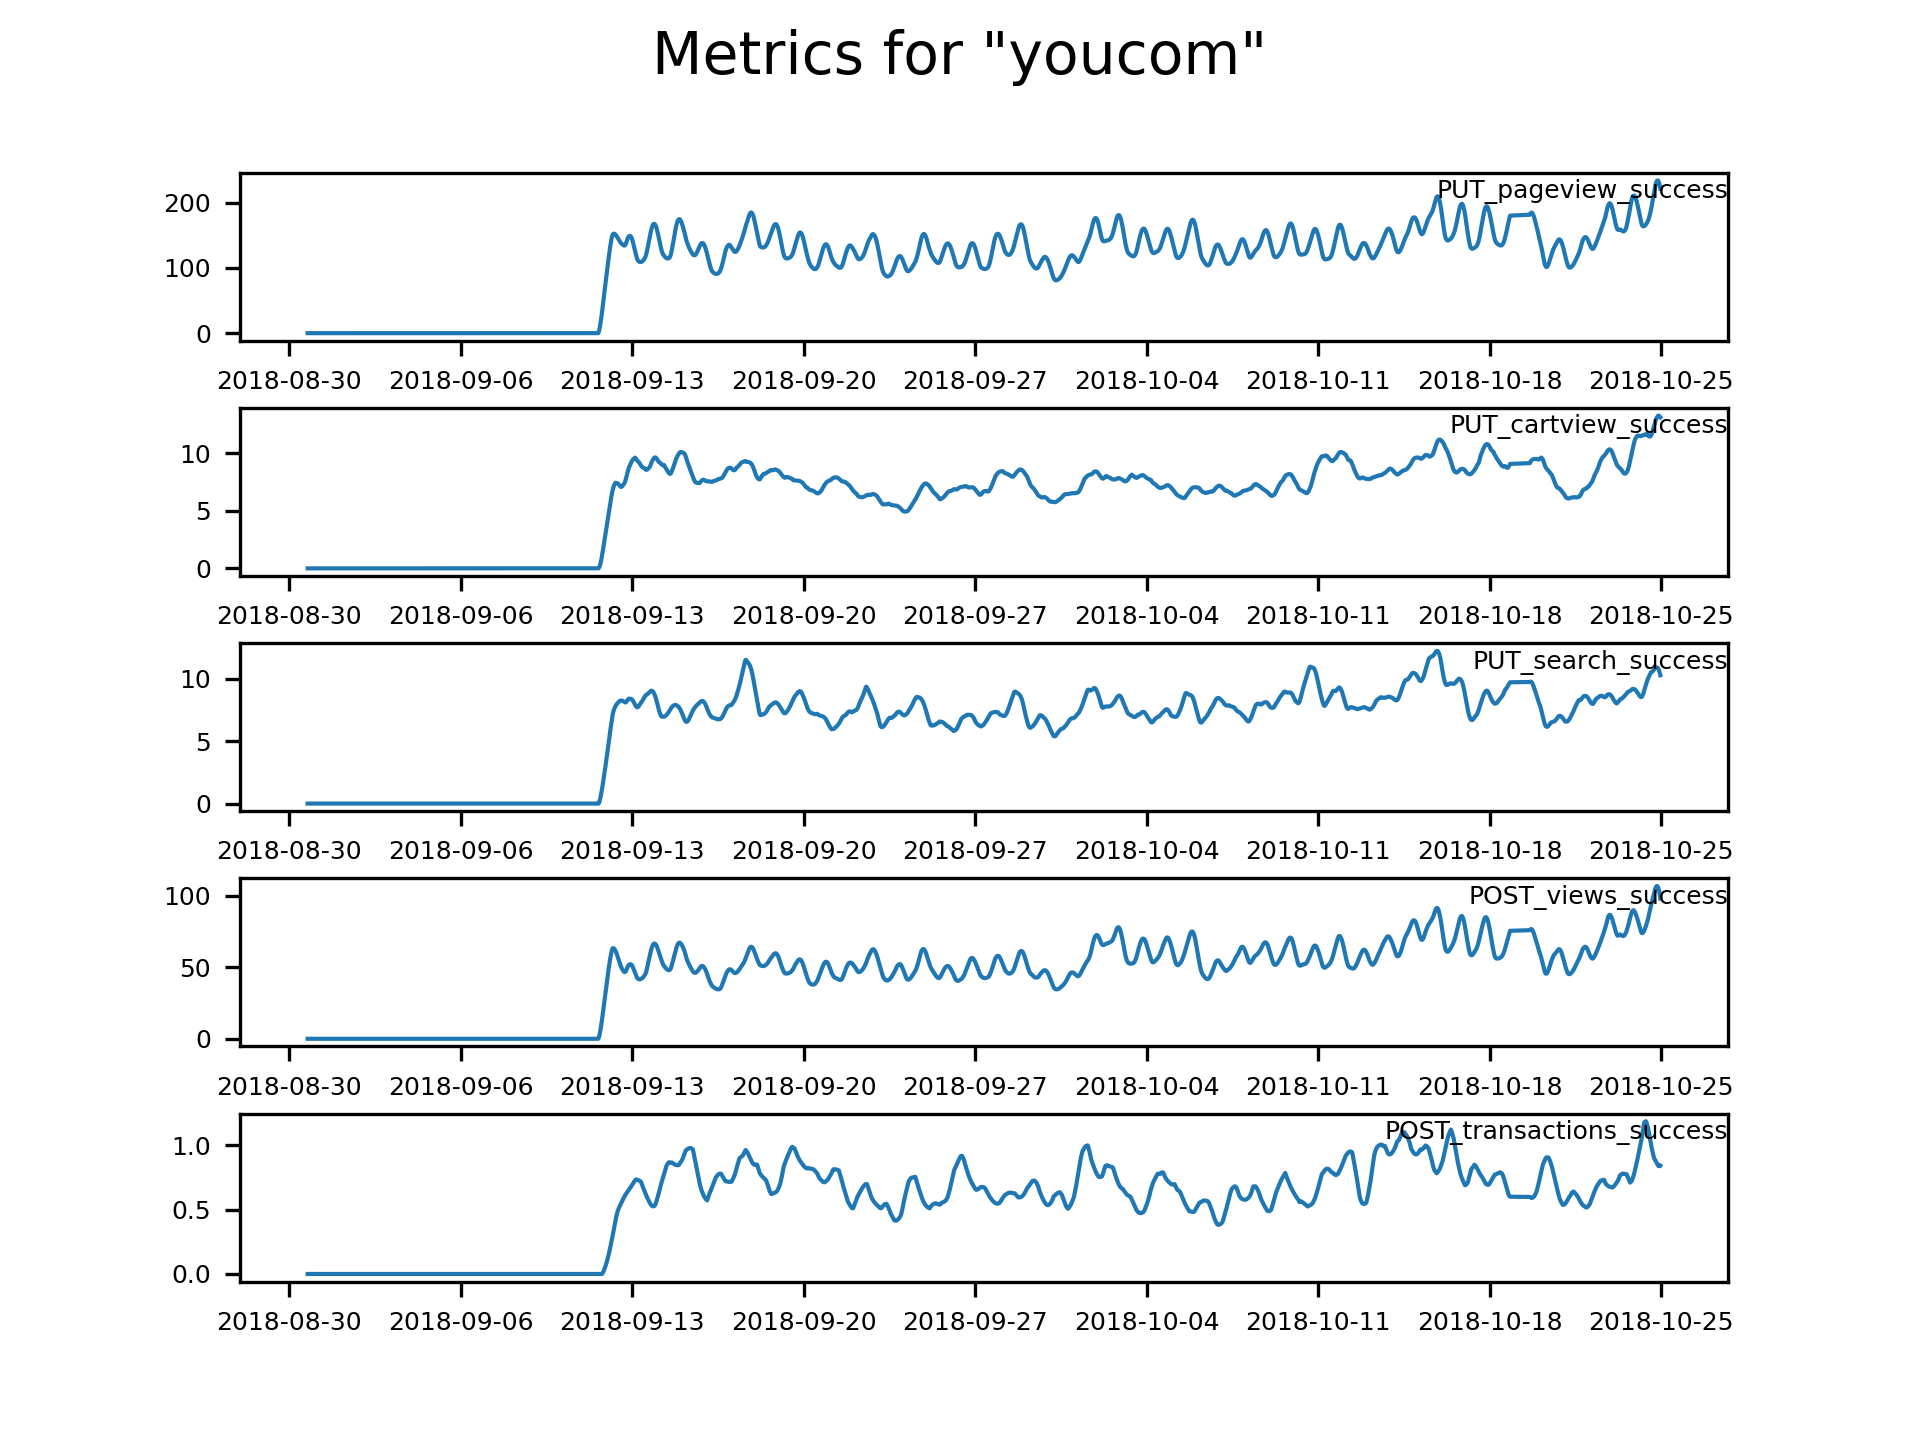 Metrics for "youcom"
PUT_pageview_success
200
100
0
2018-08-30 2018-09-06 2018-09-13 2018-09-20 2018-09-27 2018-10-04 2018-10-11 2018-10-18 2018-10-25
PUT_cartview_success
10
5
0
2018-08-30 2018-09-06 2018-09-13 2018-09-20 2018-09-27 2018-10-04 2018-10-11 2018-10-18 2018-10-25
PUT_search_success
10
5
0
2018-08-30 2018-09-06 2018-09-13 2018-09-20 2018-09-27 2018-10-04 2018-10-11 2018-10-18 2018-10-25
POST_views_success
100
50
0
2018-08-30 2018-09-06 2018-09-13 2018-09-20 2018-09-27 2018-10-04 2018-10-11 2018-10-18 2018-10-25
POST_transactions_success
1.0
0.5
0.0
2018-08-30 2018-09-06 2018-09-13 2018-09-20 2018-09-27 2018-10-04 2018-10-11 2018-10-18 2018-10-25